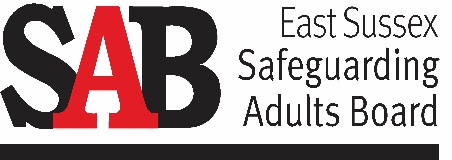 SAB
East Sussex
Safeguarding
Adults Board